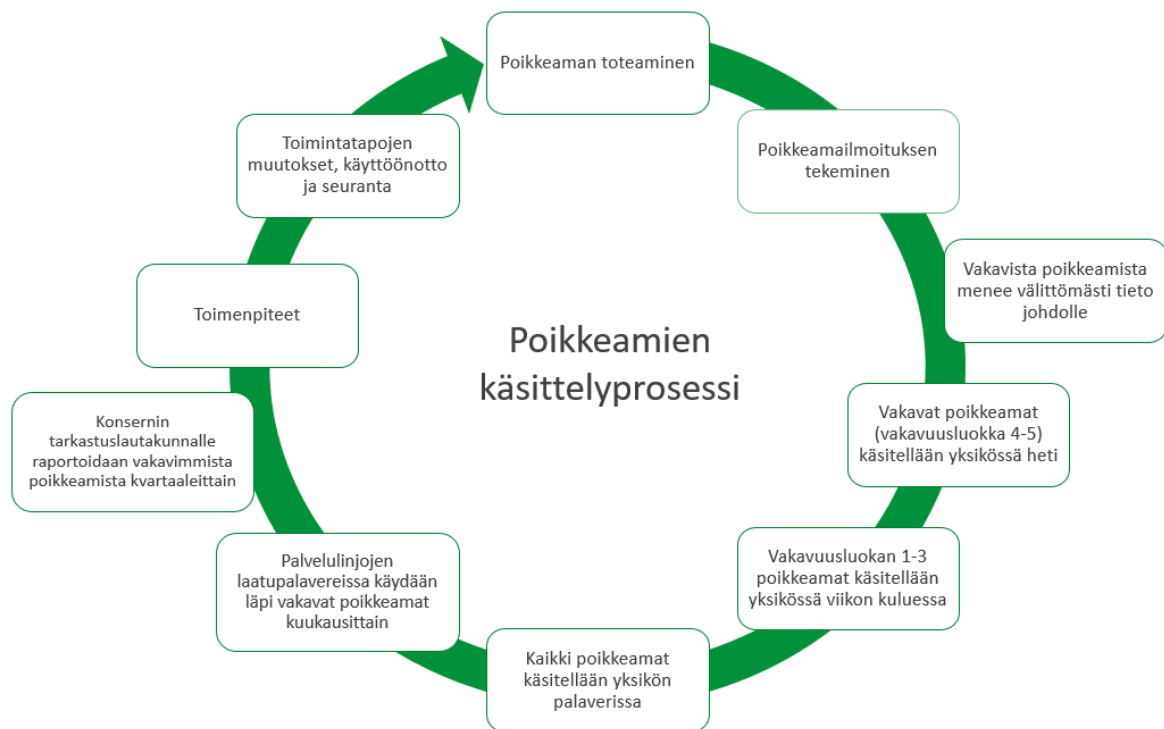 Poikkeaman toteaminen
Poikkeamailmoituksen
tekeminen
Vakavista poikkeamista
menee välittömästi tieto
johdolle
Vakavat poikkeamat
(vakavuusluokka 4-5)
käsitellään yksikössä heti
Vakavuusluokan 1-3
poikkeamat käsitellään
yksikössä viikon kuluessa
Kaikki poikkeamat
käsitellään yksikön
palaverissa
Palvelulinjojen
laatupalavereissa käydään
läpi vakavat poikkeamat
kuukausittain
Konsernin
tarkastuslautakunnalle
raportoidaan vakavimmista
poikkeamista kvartaaleittain
Toimenpiteet
Toimintatapojen
muutokset, käyttöönotto
ja seuranta
Poikkeamien
käsittelyprosessi